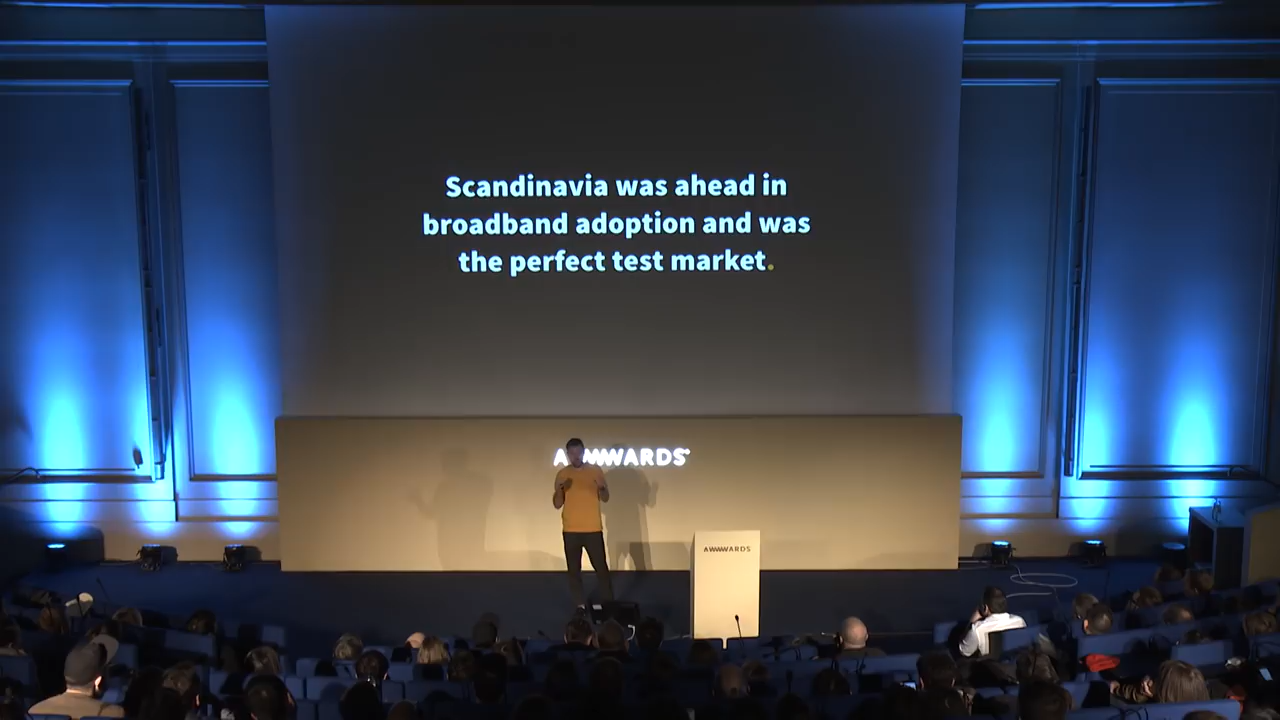 Scandinavia was ahead in
broadband adoption and was
the perfect test market.
AWWWARDS
AWWWARDS